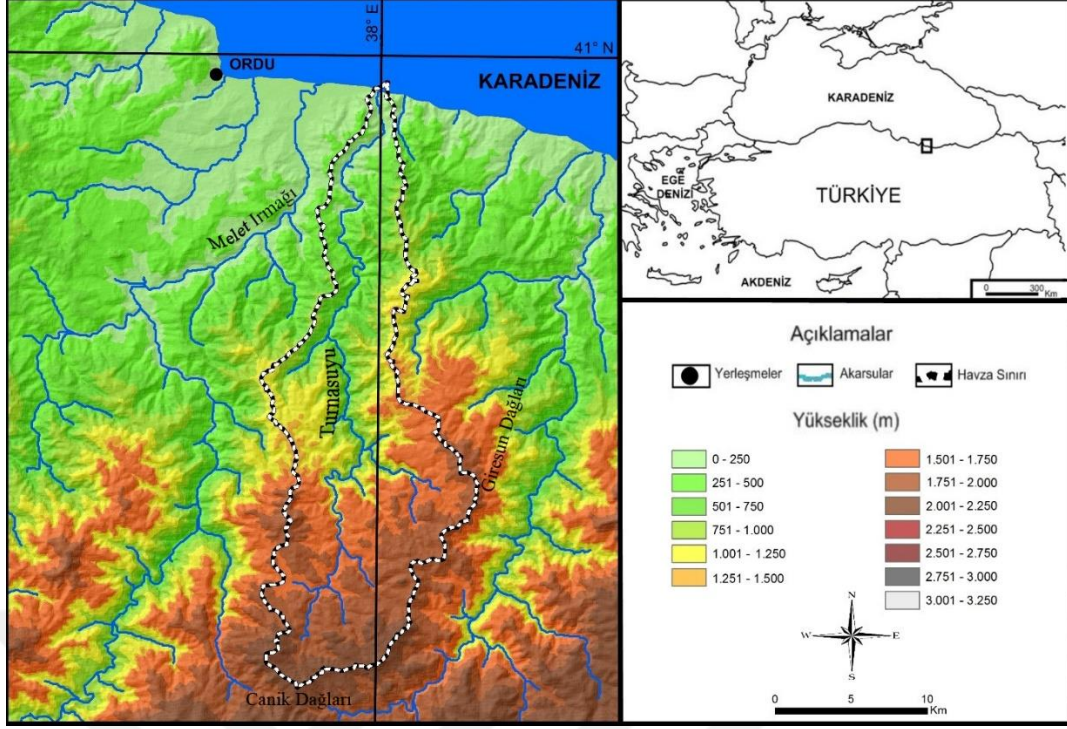 38° E
41° N
ORDU
KARADENİZ
Melet Irmağı
Turnasuyu
Giresun Dağları
Canik Dağları
KARADENİZ
EGE
DENİZİ
TÜRKİYE
AKDENİZ
0 300
Km
Açıklamalar
Yerleşmeler Akarsular Havza Sınırı
Yükseklik (m)
0 - 250
251 - 500
501 - 750
751 - 1.000
1.001 - 1.250
1.251 - 1.500
1.501 - 1.750
1.751 - 2.000
2.001 - 2.250
2.251 - 2.500
2.501 - 2.750
2.751 - 3.000
3.001 - 3.250
N
W E
S
0 5 10
Km